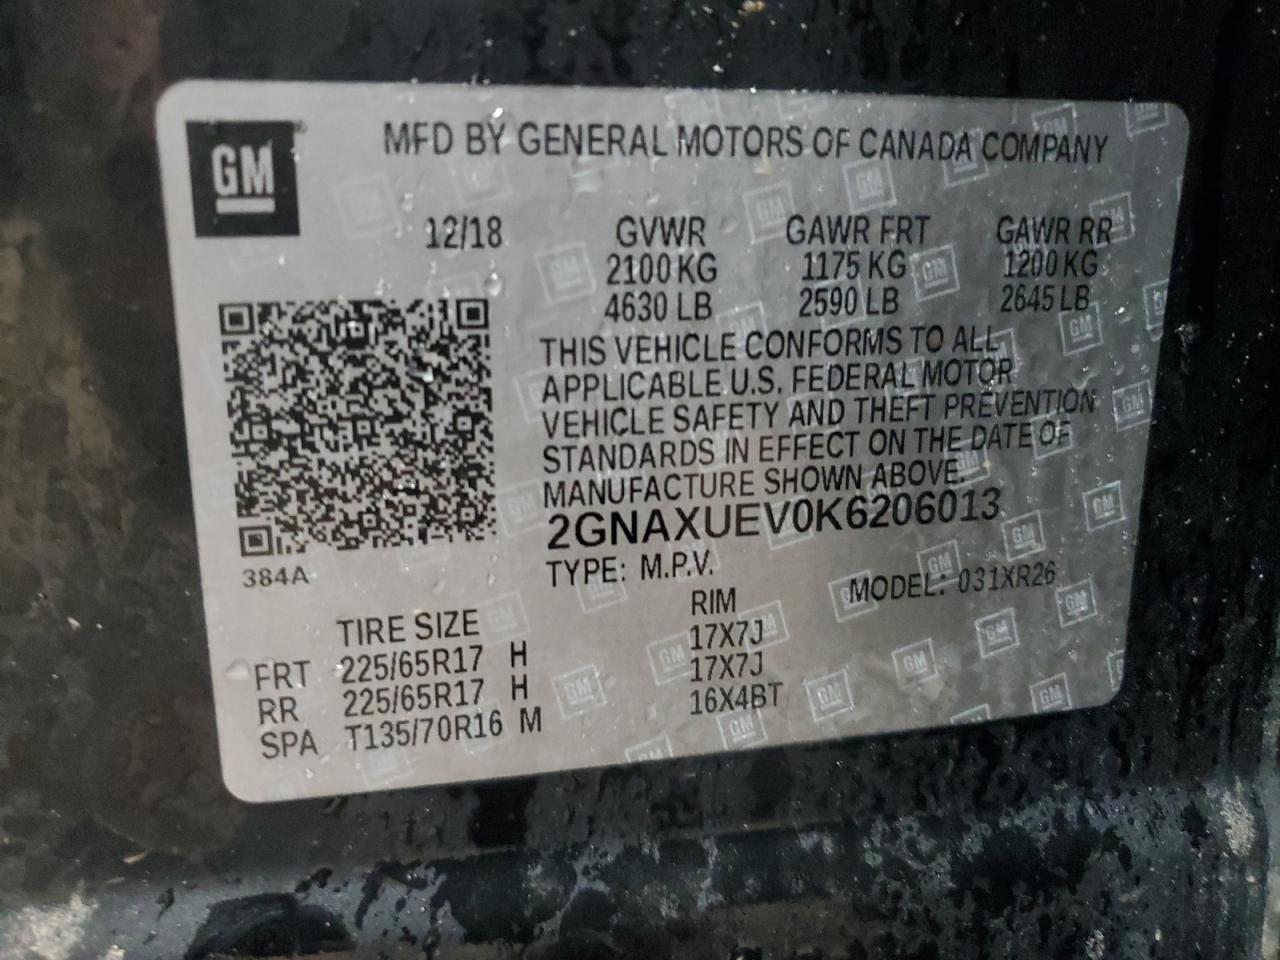 GM
MFD BY GENERAL MOTORS OF CANADA COMPANY
12/18 GVWR GAWR FRT GAWR RR
2100 KG 1175 KG 1200 KG
4630 LB 2590 LB 2645 LB
THIS VEHICLE CONFORMS TO ALL
APPLICABLE U.S. FEDERAL MOTOR
VEHICLE SAFETY AND THEFT PREVENTION
STANDARDS IN EFFECT ON THE DATE OF
MANUFACTURE SHOWN ABOVE.
2GNAXUEV0K6206013
384A
TYPE: M.P.V. MODEL: 031XR26
TIRE SIZE RIM
FRT 225/65R17 H 17X7J
RR 225/65R17 H 17X7J
SPA T135/70R16 M 16X4BT